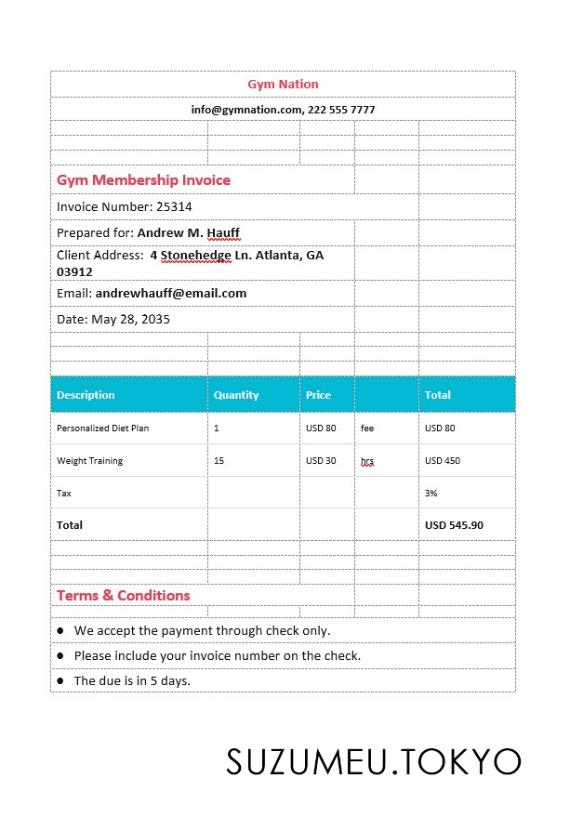 Gym Nation
info@gymnation.com, 222 555 7777
Gym Membership Invoice
Invoice Number: 25314
Prepared for: Andrew M. Hauff
Client Address: 4 Stonehedge Ln. Atlanta, GA
03912
Email: andrewhauff@email.com
Date: May 28, 2035
Description Quantity Price Total
Personalized Diet Plan 1 USD 80 fee USD 80
Weight Training 15 USD 30 hrs USD 450
Tax 3%
Total USD 545.90
Terms & Conditions
● We accept the payment through check only.
● Please include your invoice number on the check.
● The due is in 5 days.
SUZUMEU.TOKYO